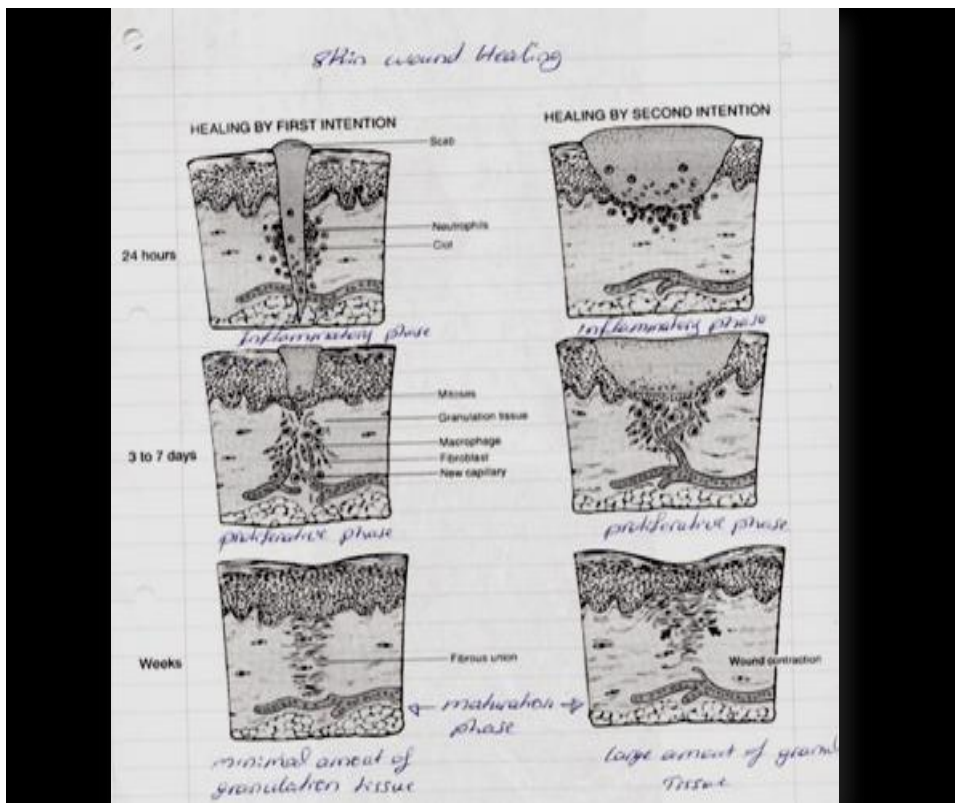 Skin wound Healing
HEALING BY FIRST INTENTION
HEALING BY SECOND INTENTION
Scab
Neutrophils
Clot
24 hours
Inflammatory phase
Inflammatory phase
Mitoses
Granulation tissue
Macrophage
Fibroblast
New capillary
3 to 7 days
proliferative phase
proliferative phase
Weeks
Fibrous union
Wound contraction
maturation
phase
minimal amount of
granulation tissue
large amount of
Tissue